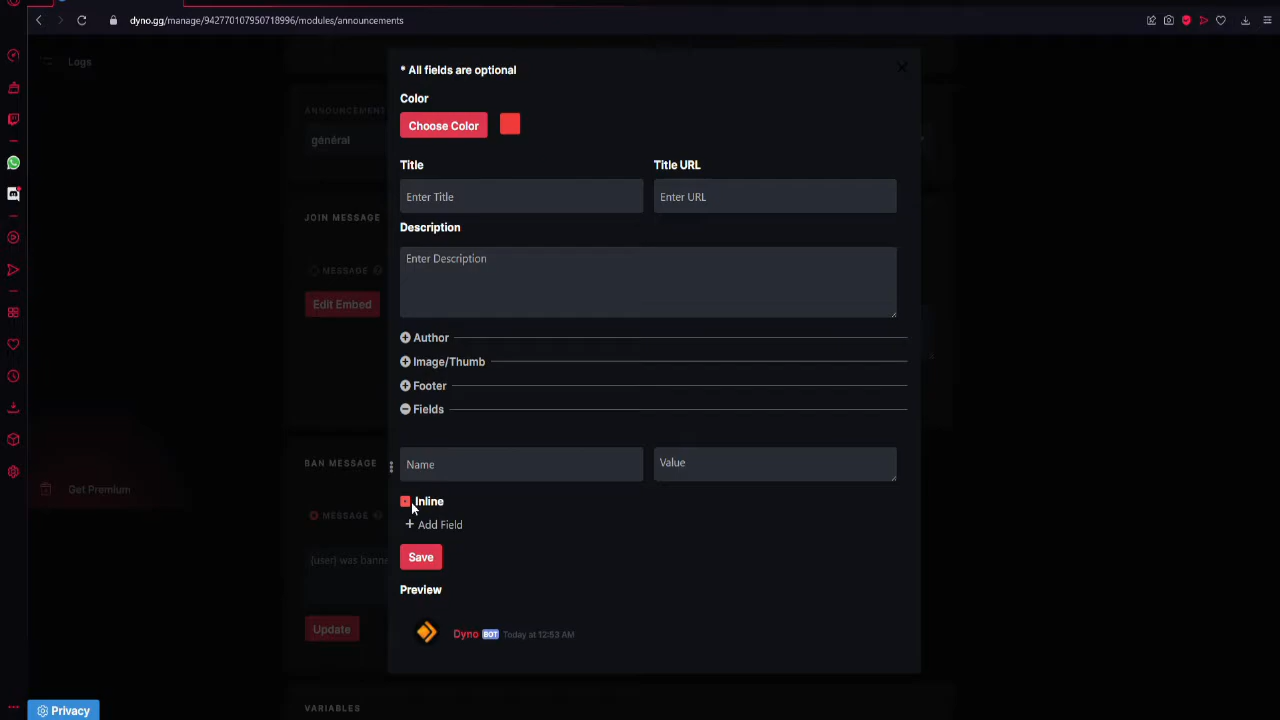 dyno.gg/manage/942770107950718996/modules/announcements
Logs
* All fields are optional
Color
Choose Color
ANNOUNCEMENT
général
Title
Title URL
Enter Title
Enter URL
JOIN MESSAGE
Description
Enter Description
MESSAGE
Edit Embed
Author
Image/Thumb
Footer
Fields
BAN MESSAGE
Name
Value
Get Premium
Inline
MESSAGE
+ Add Field
{user} was banne
Save
Preview
Update
Dyno BOT Today at 12:53 AM
VARIABLES
Privacy